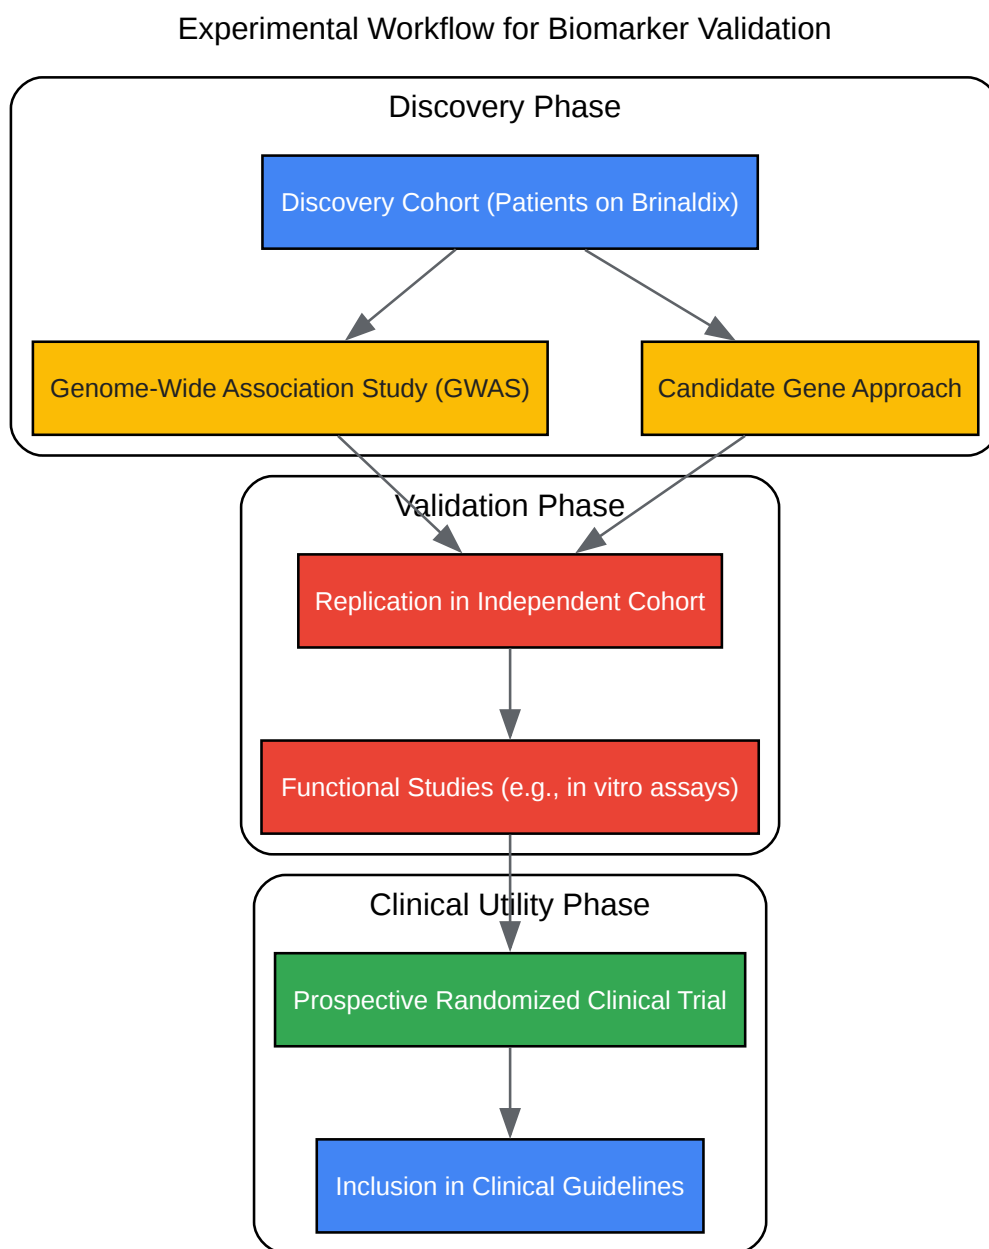 Experimental Workflow for Biomarker Validation
Discovery Phase
Discovery Cohort (Patients on Brinaldix)
Genome-Wide Association Study (GWAS)
Candidate Gene Approach
Validation Phase
Replication in Independent Cohort
Functional Studies (e.g., in vitro assays)
Clinical Utility Phase
Prospective Randomized Clinical Trial
Inclusion in Clinical Guidelines